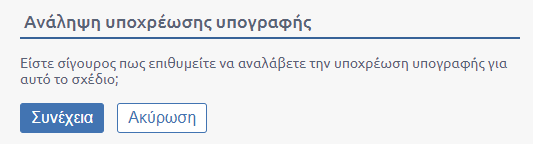 Ανάληψη υποχρέωσης υπογραφής
Είστε σίγουρος πως επιθυμείτε να αναλάβετε την υποχρέωση υπογραφής για
αυτό το σχέδιο;
Συνέχεια Ακύρωση